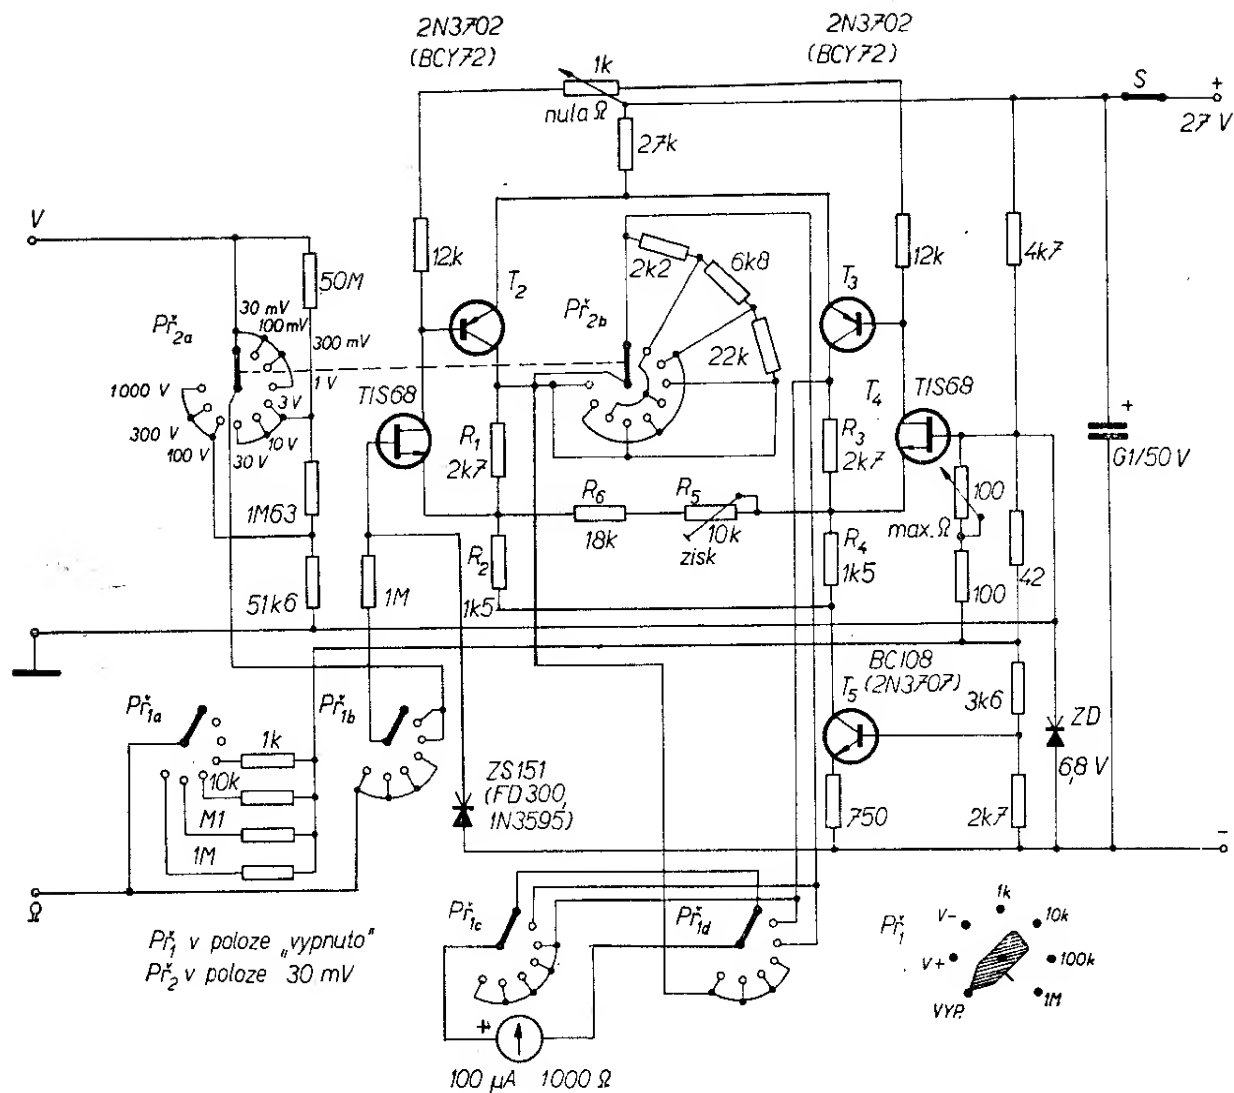 2N3702
(BCY72)
2N3702
(BCY72)
1k
nula Ω
S
+
27 V
27k
V
12k
2k2
6k8
12k
4k7
50M
T2
T3
Př2a
30 mV
100 mV
300 mV
1 V
3 V
10 V
30 V
100 V
300 V
1000 V
Př2b
22k
TIS68
T4
TIS68
R1
2k7
R3
2k7
+
G1/50 V
1M63
R6
18k
R5
10k
zisk
100
max. Ω
R2
1k5
R4
1k5
100
42
51k6
1M
BC108
(2N3707)
T5
3k6
ZD
6,8 V
Př1a
Př1b
1k
10k
M1
1M
ZS151
(FD300,
1N3595)
750
2k7
-
Ω
Př1c
Př1d
Př1
V-
1k
10k
V+
100k
VYP.
1M
Př1 v poloze „vypnuto"
Př2 v poloze 30 mV
+
100 µA 1000 Ω